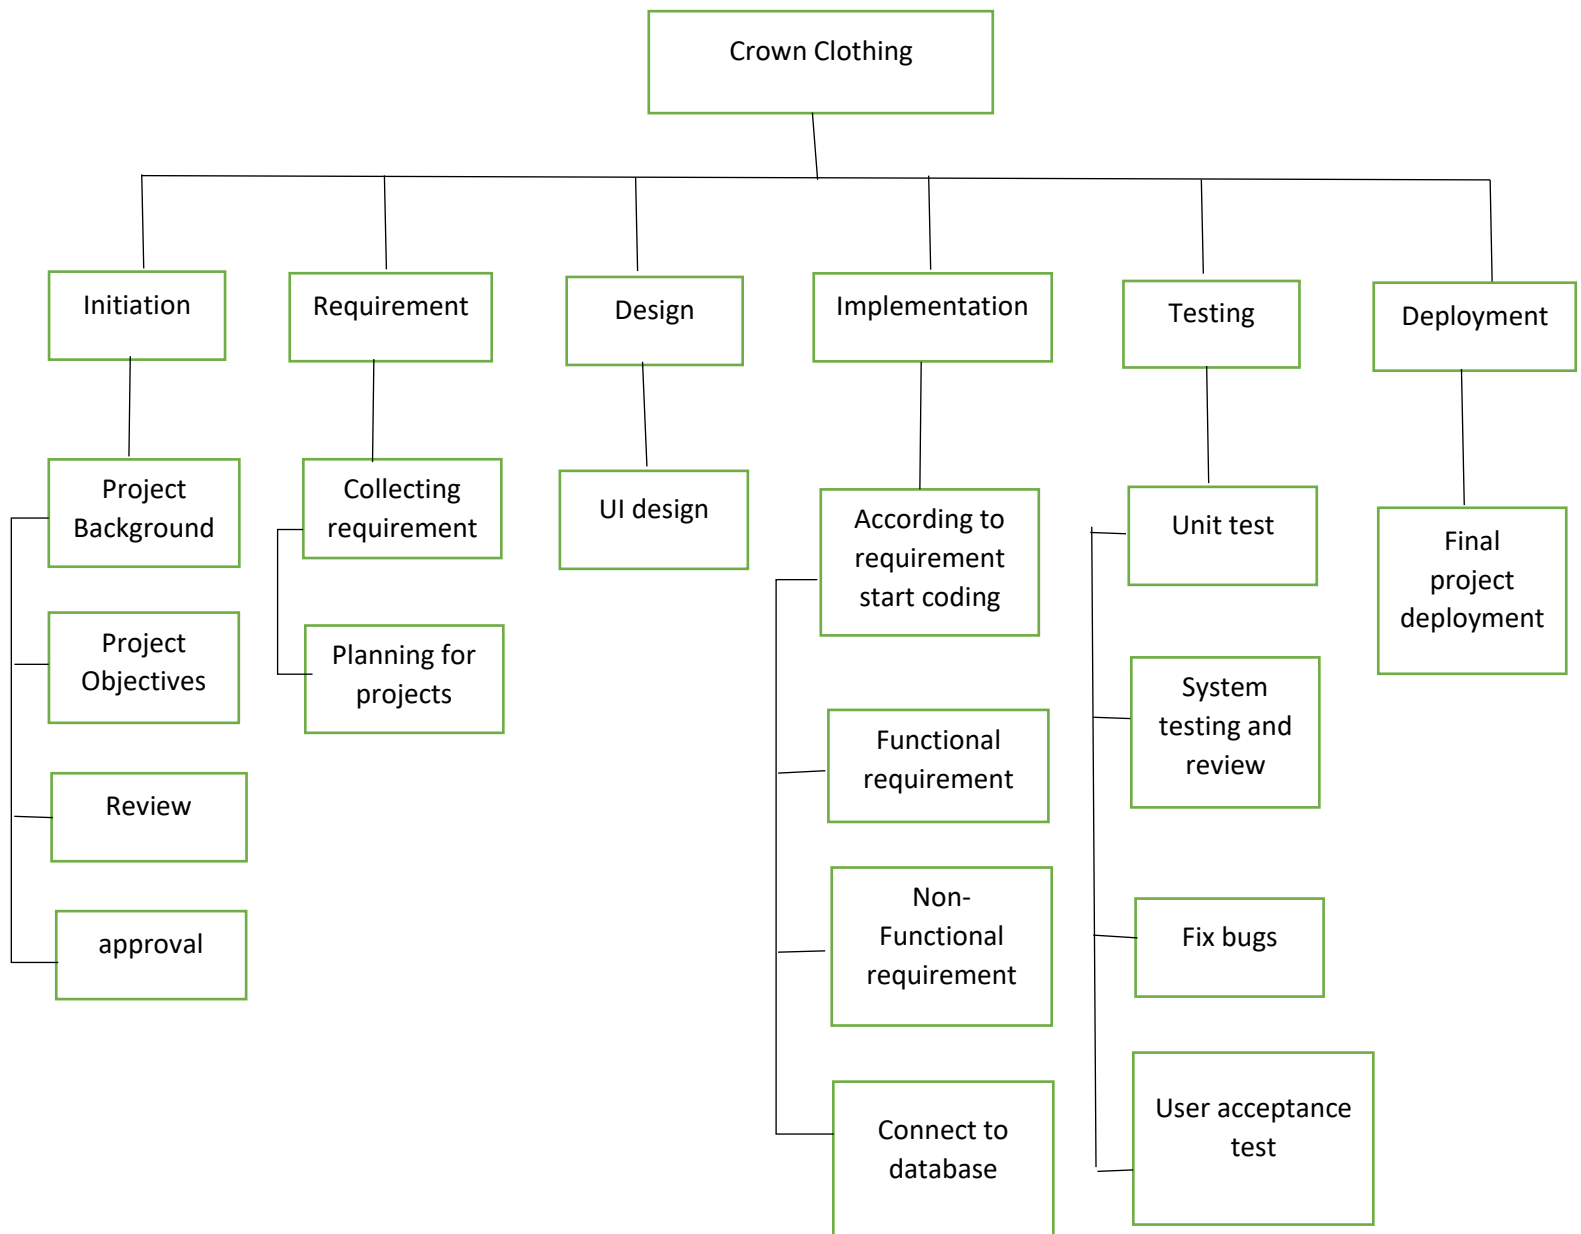 Crown Clothing
Initiation
Requirement
Design
Implementation
Testing
Deployment
Project
Background
Project
Objectives
Review
approval
Collecting
requirement
Planning for
projects
UI design
According to
requirement
start coding
Functional
requirement
Non-
Functional
requirement
Connect to
database
Unit test
System
testing and
review
Fix bugs
User acceptance
test
Final
project
deployment